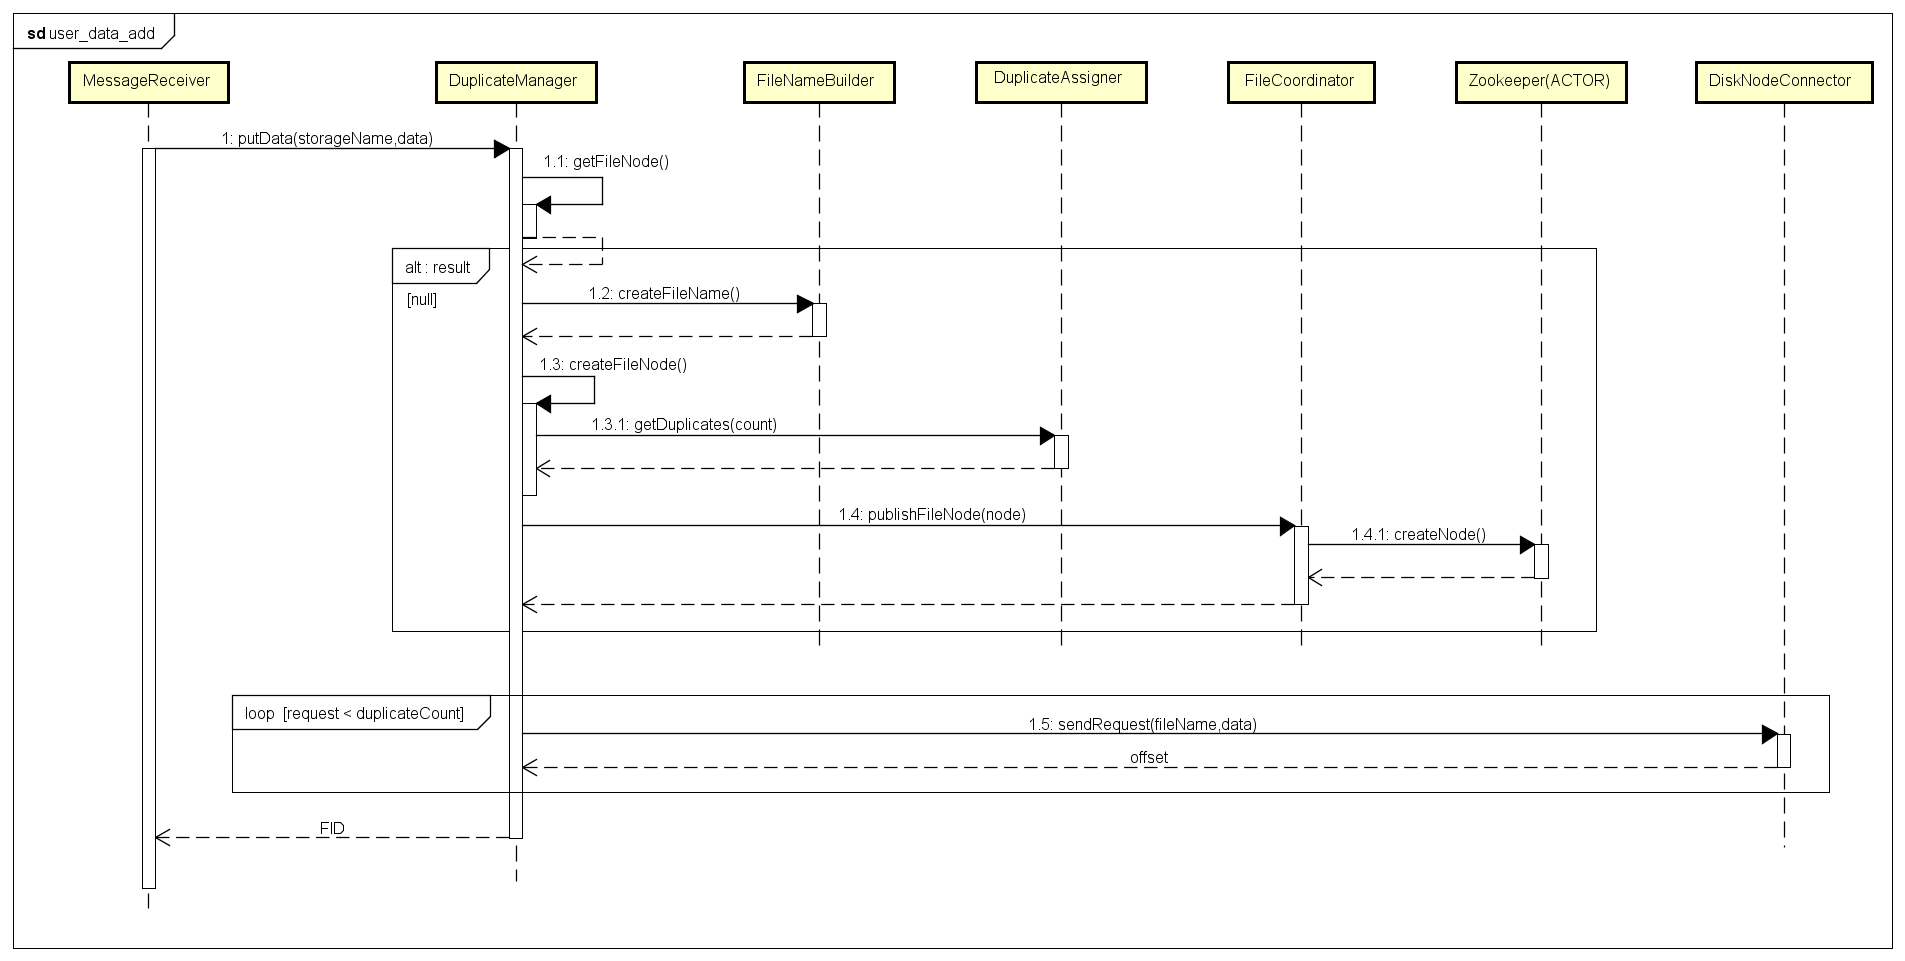 sd user_data_add
MessageReceiver
DuplicateManager
FileNameBuilder
DuplicateAssigner
FileCoordinator
Zookeeper(ACTOR)
DiskNodeConnector
1: putData(storageName,data)
1.1: getFileNode()
alt : result
[null]
1.2: createFileName()
1.3: createFileNode()
1.3.1: getDuplicates(count)
1.4: publishFileNode(node)
1.4.1: createNode()
loop [request < duplicateCount]
1.5: sendRequest(fileName,data)
offset
FID